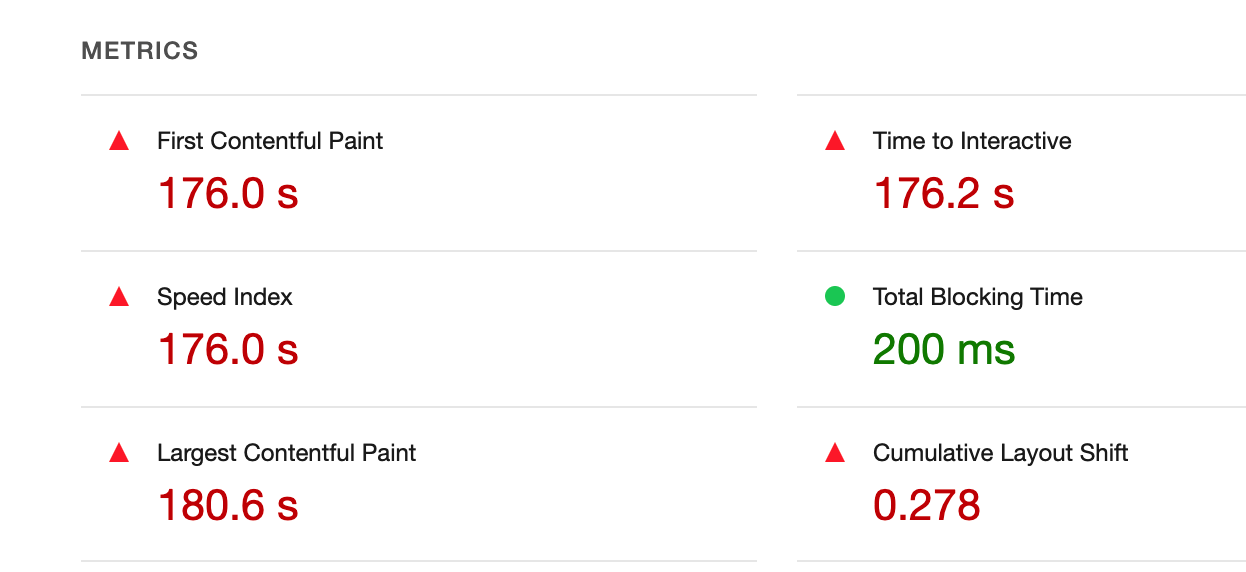 METRICS
First Contentful Paint
176.0 s
Time to Interactive
176.2 s
Speed Index
176.0 s
Total Blocking Time
200 ms
Largest Contentful Paint
180.6 s
Cumulative Layout Shift
0.278